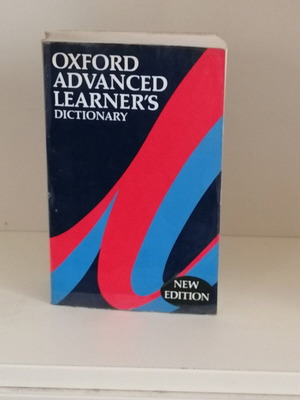 OXFORD
ADVANCED
LEARNER'S
DICTIONARY
NEW
EDITION